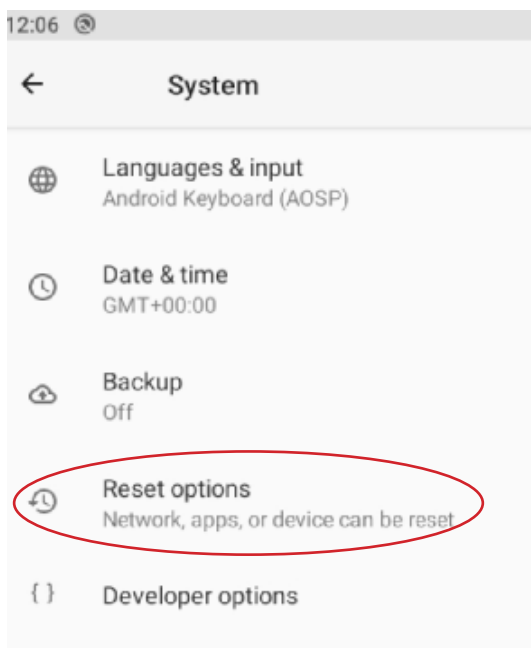 12:06
System
Languages & input
Android Keyboard (AOSP)
Date & time
GMT+00:00
Backup
Off
Reset options
Network, apps, or device can be reset
{ } Developer options